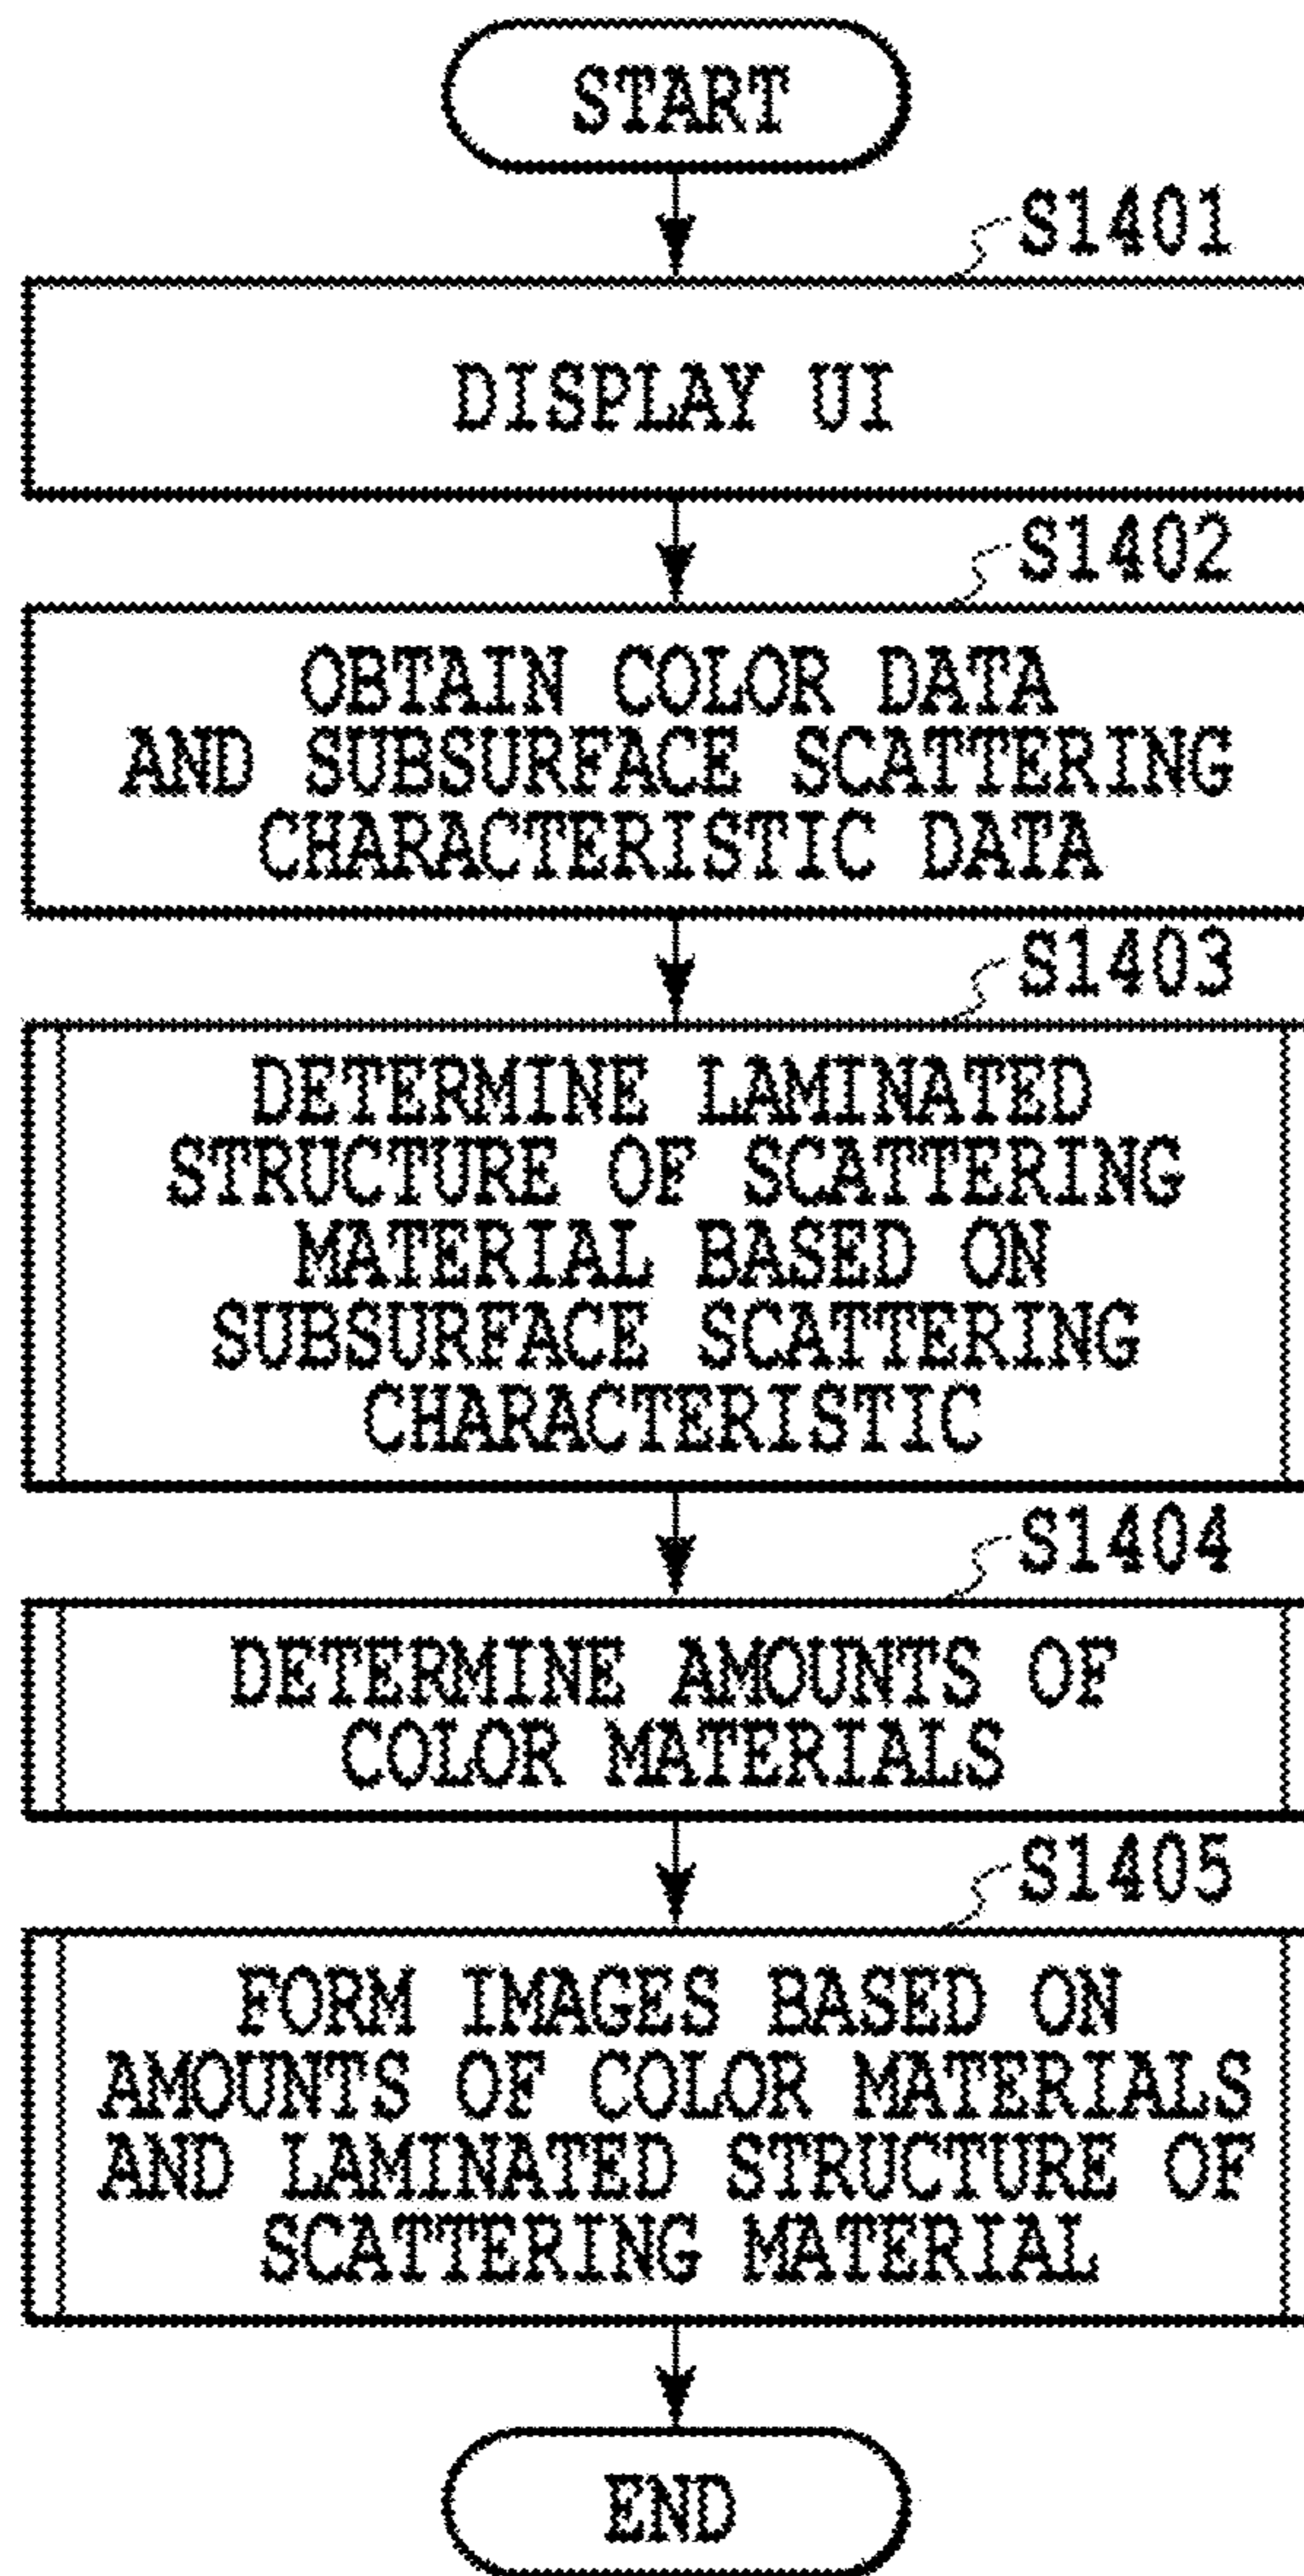 START
S1401
DISPLAY UI
S1402
OBTAIN COLOR DATA
AND SUBSURFACE SCATTERING
CHARACTERISTIC DATA
S1403
DETERMINE LAMINATED
STRUCTURE OF SCATTERING
MATERIAL BASED ON
SUBSURFACE SCATTERING
CHARACTERISTIC
S1404
DETERMINE AMOUNTS OF
COLOR MATERIALS
S1405
FORM IMAGES BASED ON
AMOUNTS OF COLOR MATERIALS
AND LAMINATED STRUCTURE OF
SCATTERING MATERIAL
END